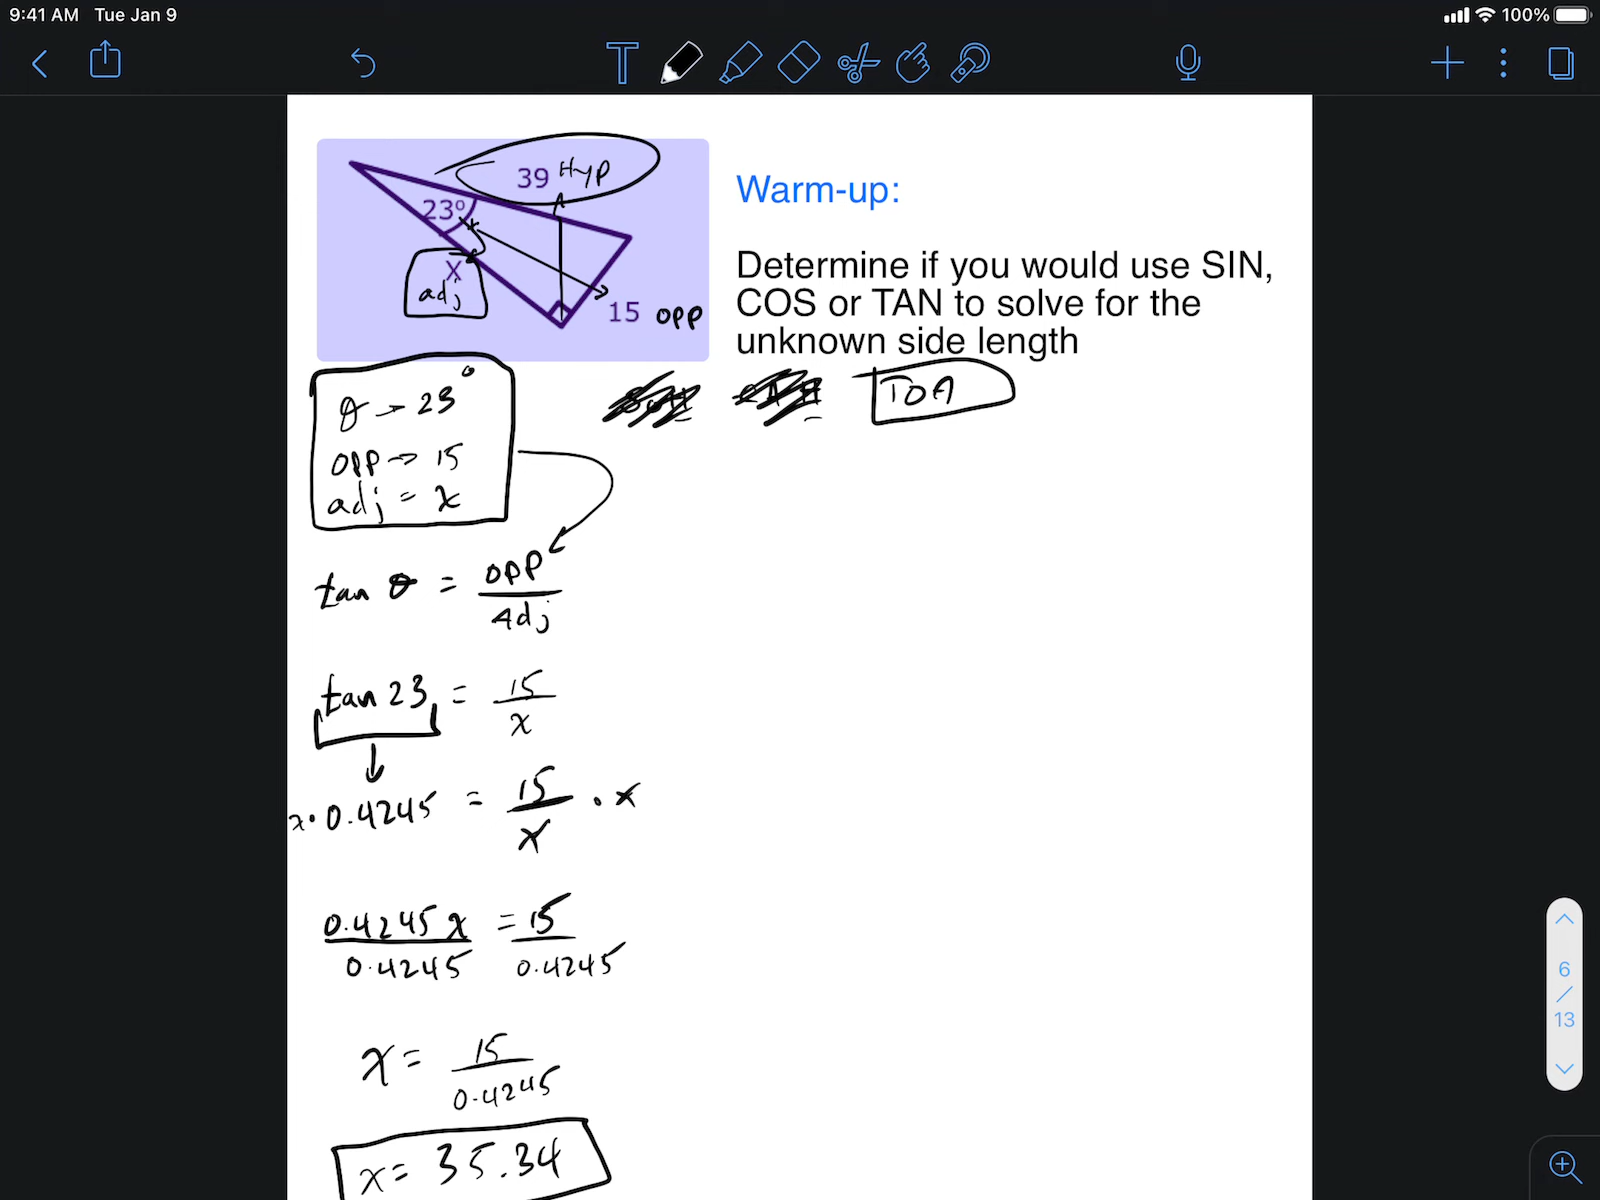 9:41 AM Tue Jan 9
100%
39 Hyp
23°
x
adj
15 opp
Warm-up:
Determine if you would use SIN,
COS or TAN to solve for the
unknown side length
TOA
θ → 23°
opp → 15
adj = x
tan θ = opp / Adj
tan 23 = 15 / x
x · 0.4245 = 15 / x · x
0.4245 x / 0.4245 = 15 / 0.4245
x = 15 / 0.4245
x = 35.34
6
/
13